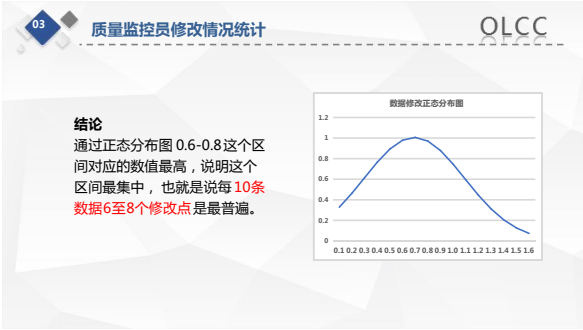 03
质量监控员修改情况统计
OLCC
结论
通过正态分布图 0.6-0.8这个区
间对应的数值最高，说明这个
区间最集中，也就是说每10条
数据6至8个修改点是最普遍。
数据修改正态分布图
1.2
1
0.8
0.6
0.4
0.2
0
0.1 0.2 0.3 0.4 0.5 0.6 0.7 0.8 0.9 1.0 1.1 1.2 1.3 1.4 1.5 1.6